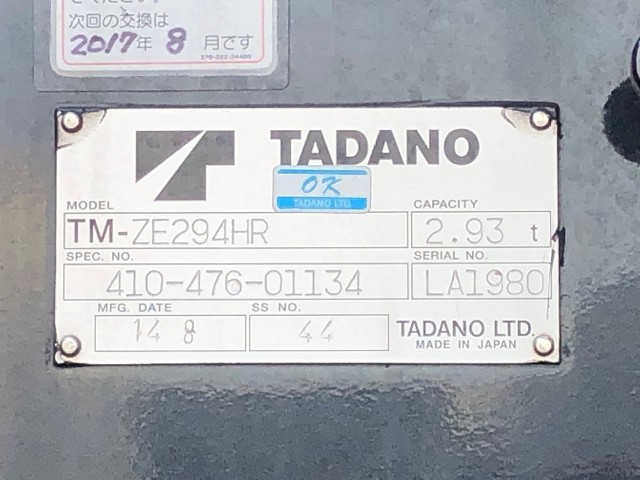 次回の交換は
2017年 8 月です
TADANO
OK
TADANO LTD.
MODEL
CAPACITY
TM-ZE294HR
2.93 t
SPEC. NO.
SERIAL NO.
410-476-01134
LA1980
MFG. DATE
SS NO.
14 8
44
TADANO LTD.
MADE IN JAPAN